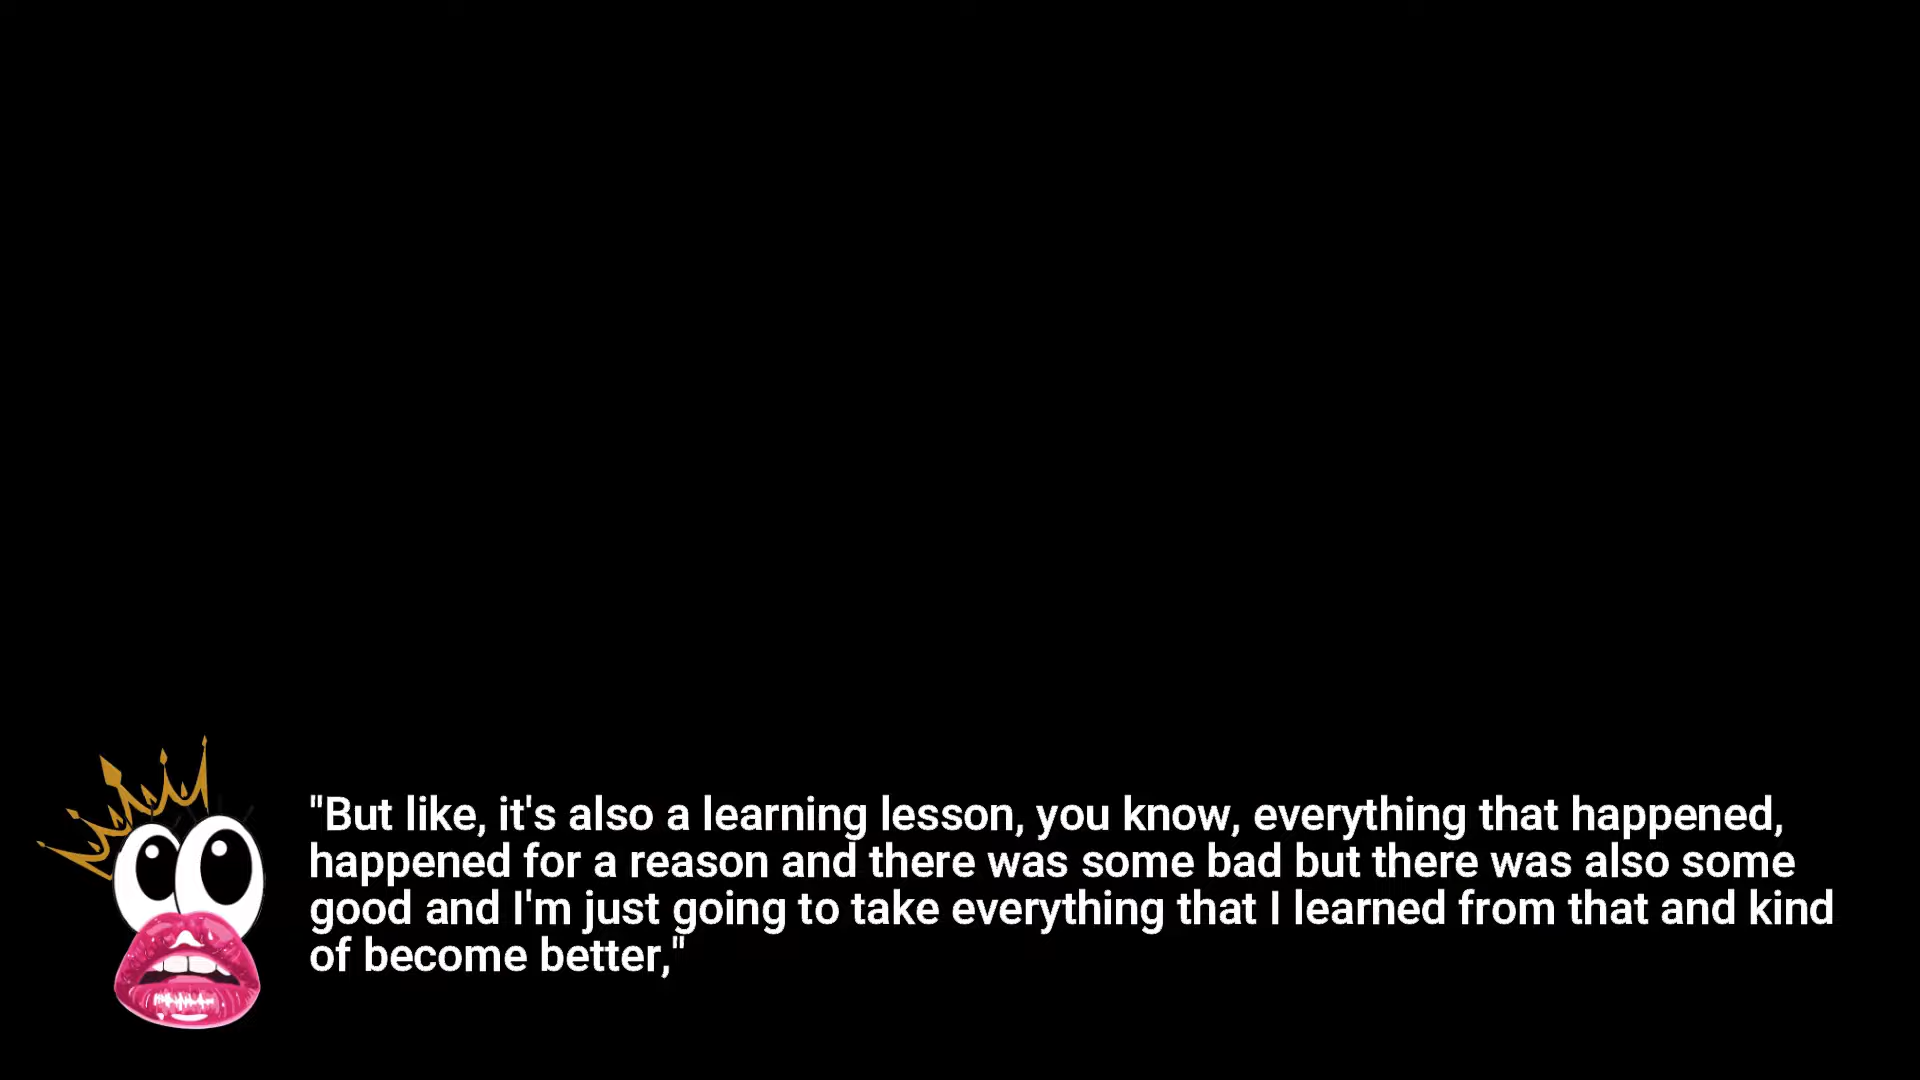 "But like, it's also a learning lesson, you know, everything that happened,
happened for a reason and there was some bad but there was also some
good and I'm just going to take everything that I learned from that and kind
of become better,"